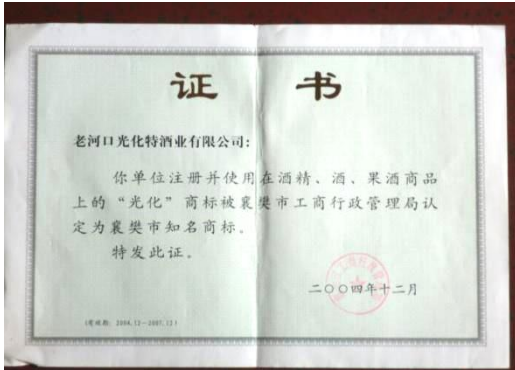 证 书
老河口光化特酒业有限公司：
你单位注册并使用在酒精、酒、果酒商品
上的“光化”商标被襄樊市工商行政管理局认
定为襄樊市知名商标。
特发此证。
二〇〇四年十二月
（有效期：2004.12—2007.12）